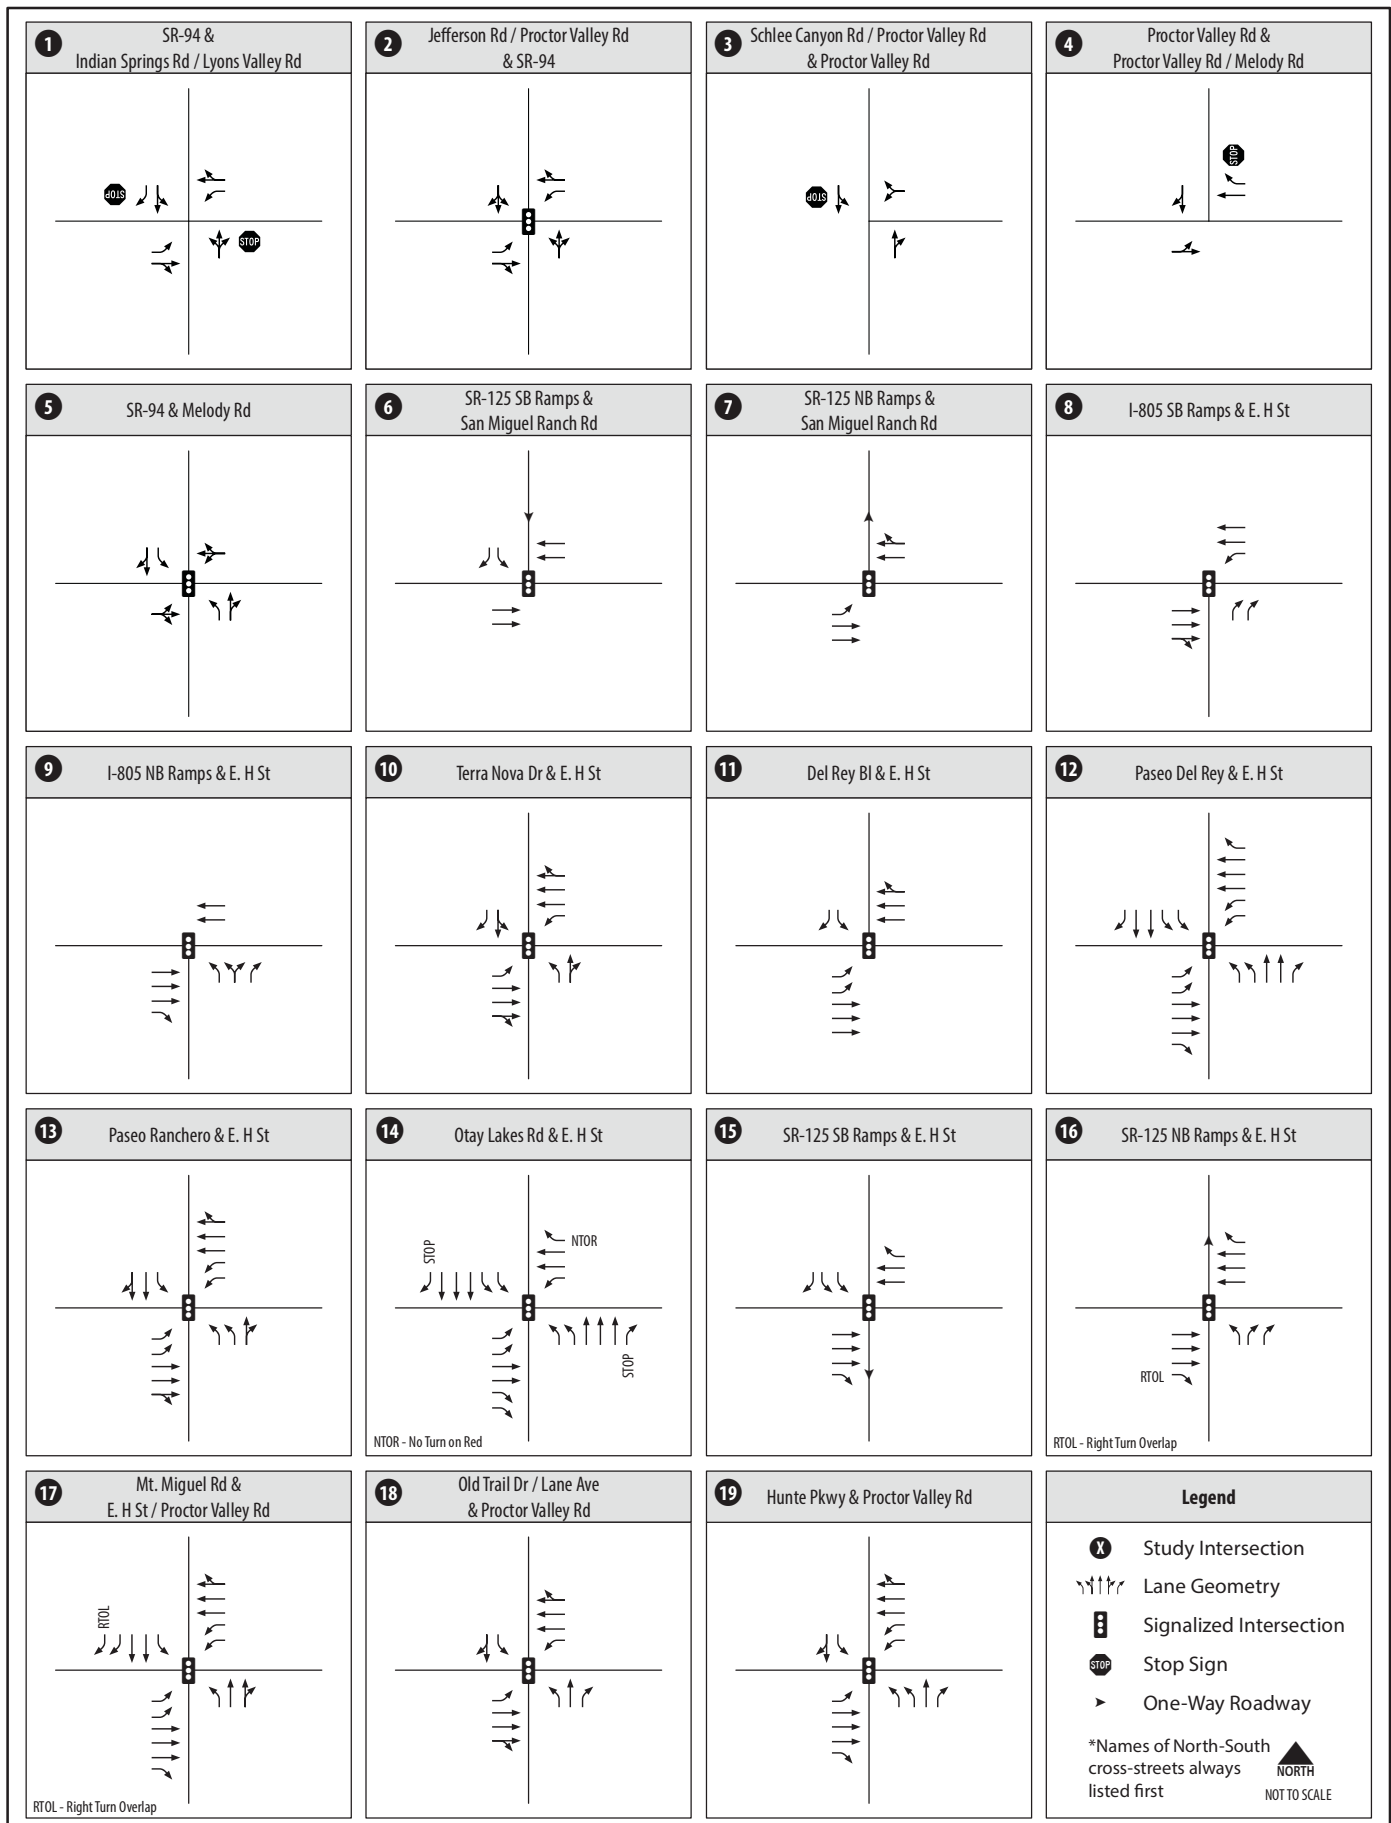 1
SR-94 &
Indian Springs Rd / Lyons Valley Rd
STOP
STOP
2
Jefferson Rd / Proctor Valley Rd
& SR-94
3
Schlee Canyon Rd / Proctor Valley Rd
& Proctor Valley Rd
STOP
4
Proctor Valley Rd &
Proctor Valley Rd / Melody Rd
STOP
5
SR-94 & Melody Rd
6
SR-125 SB Ramps &
San Miguel Ranch Rd
7
SR-125 NB Ramps &
San Miguel Ranch Rd
8
I-805 SB Ramps & E. H St
9
I-805 NB Ramps & E. H St
10
Terra Nova Dr & E. H St
11
Del Rey Bl & E. H St
12
Paseo Del Rey & E. H St
13
Paseo Ranchero & E. H St
14
Otay Lakes Rd & E. H St
STOP
NTOR
STOP
NTOR - No Turn on Red
15
SR-125 SB Ramps & E. H St
16
SR-125 NB Ramps & E. H St
RTOL
RTOL - Right Turn Overlap
17
Mt. Miguel Rd &
E. H St / Proctor Valley Rd
RTOL
RTOL - Right Turn Overlap
18
Old Trail Dr / Lane Ave
& Proctor Valley Rd
19
Hunte Pkwy & Proctor Valley Rd
Legend
X Study Intersection
Lane Geometry
Signalized Intersection
STOP Stop Sign
One-Way Roadway
*Names of North-South
cross-streets always
listed first
NORTH
NOT TO SCALE